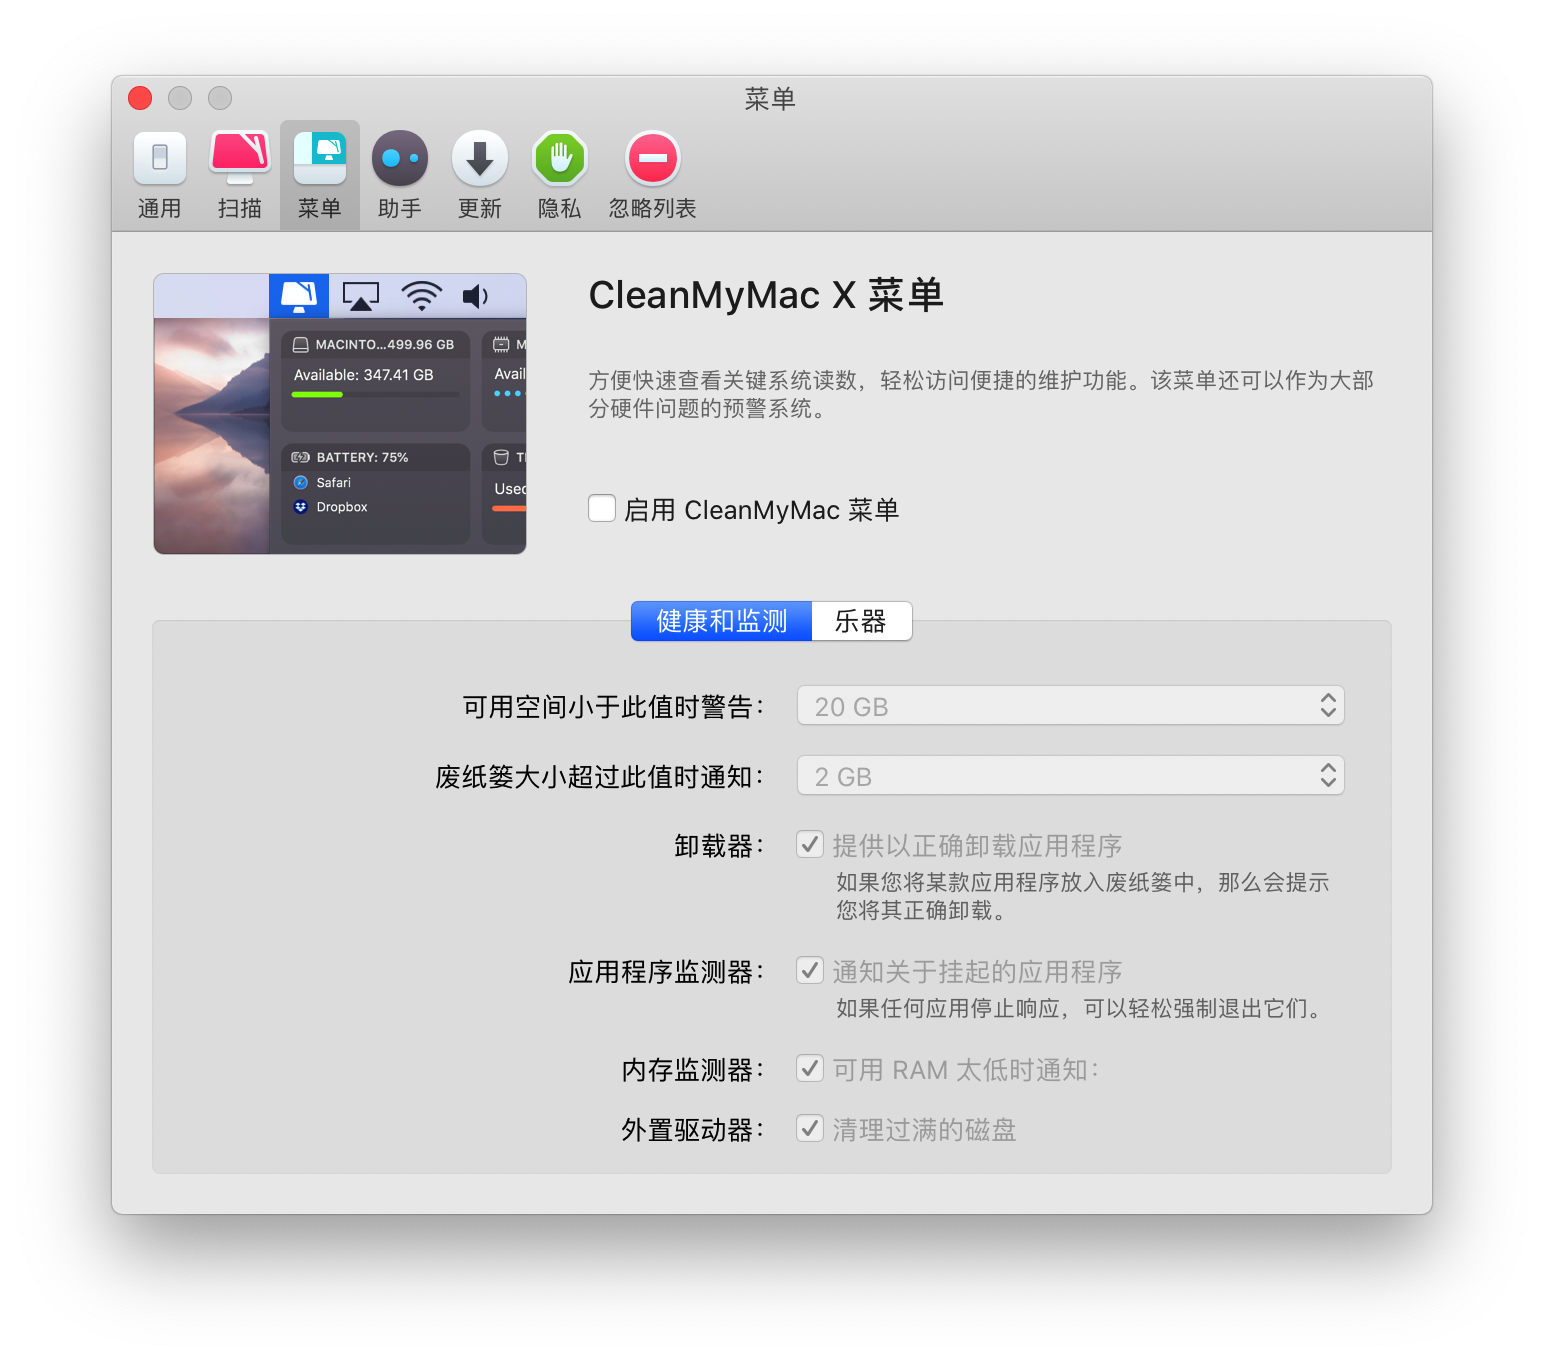 菜单
通用
扫描
菜单
助手
更新
隐私
忽略列表
MACINTO...499.96 GB
Available: 347.41 GB
BATTERY: 75%
Safari
Dropbox
M
Avail
Used
CleanMyMac X 菜单
方便快速查看关键系统读数，轻松访问便捷的维护功能。该菜单还可以作为大部
分硬件问题的预警系统。
启用 CleanMyMac 菜单
健康和监测
乐器
可用空间小于此值时警告：
20 GB
废纸篓大小超过此值时通知：
2 GB
卸载器：
提供以正确卸载应用程序
如果您将某款应用程序放入废纸篓中，那么会提示
您将其正确卸载。
应用程序监测器：
通知关于挂起的应用程序
如果任何应用停止响应，可以轻松强制退出它们。
内存监测器：
可用 RAM 太低时通知：
外置驱动器：
清理过满的磁盘